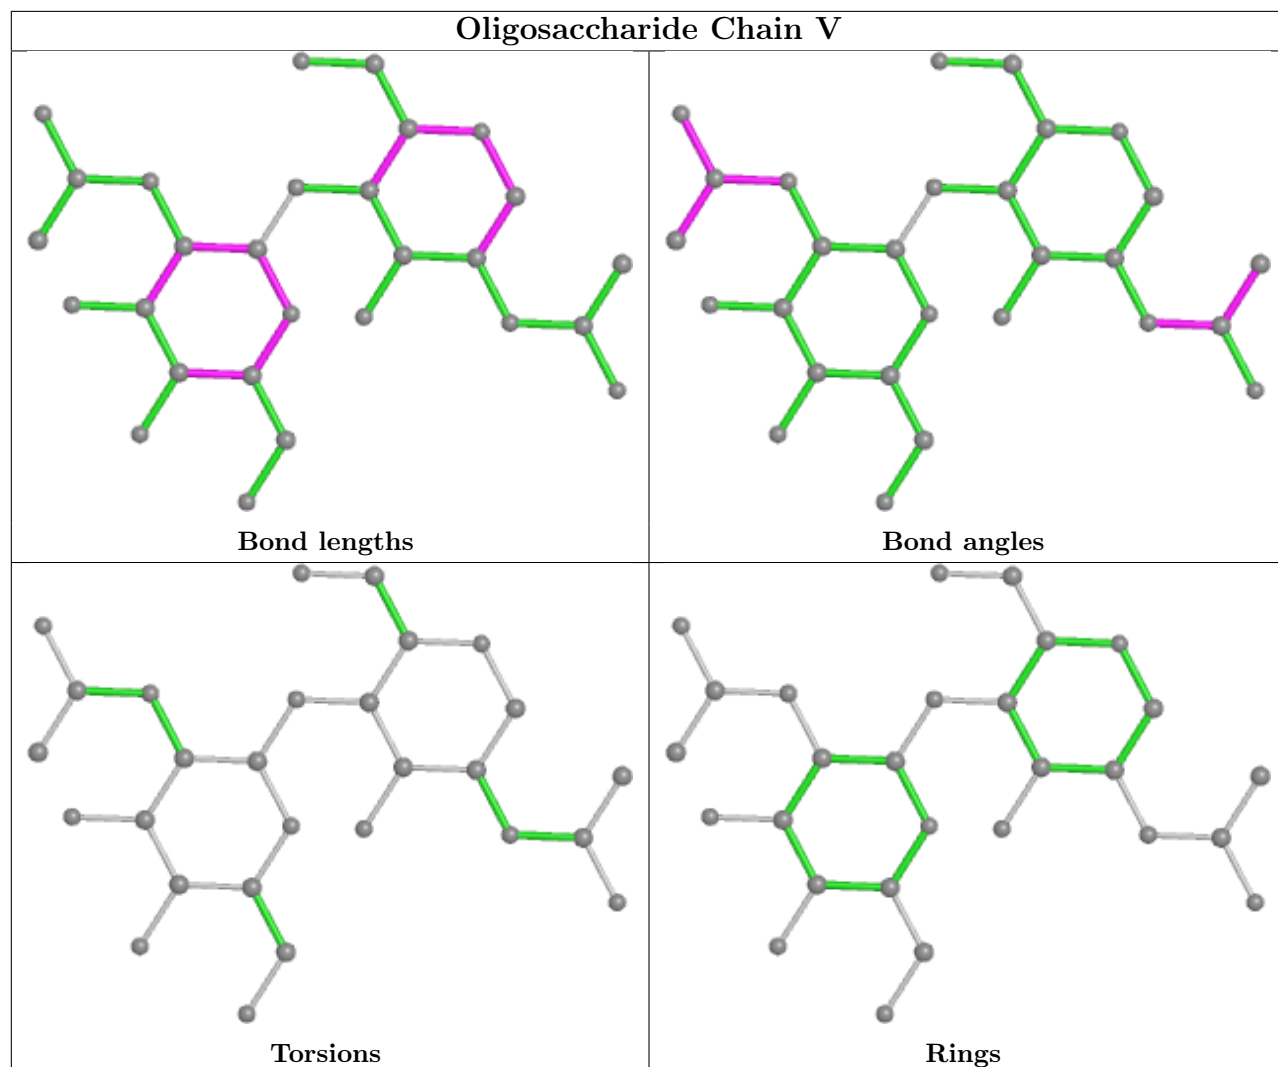 Oligosaccharide Chain V
Bond lengths
Bond angles
Torsions
Rings